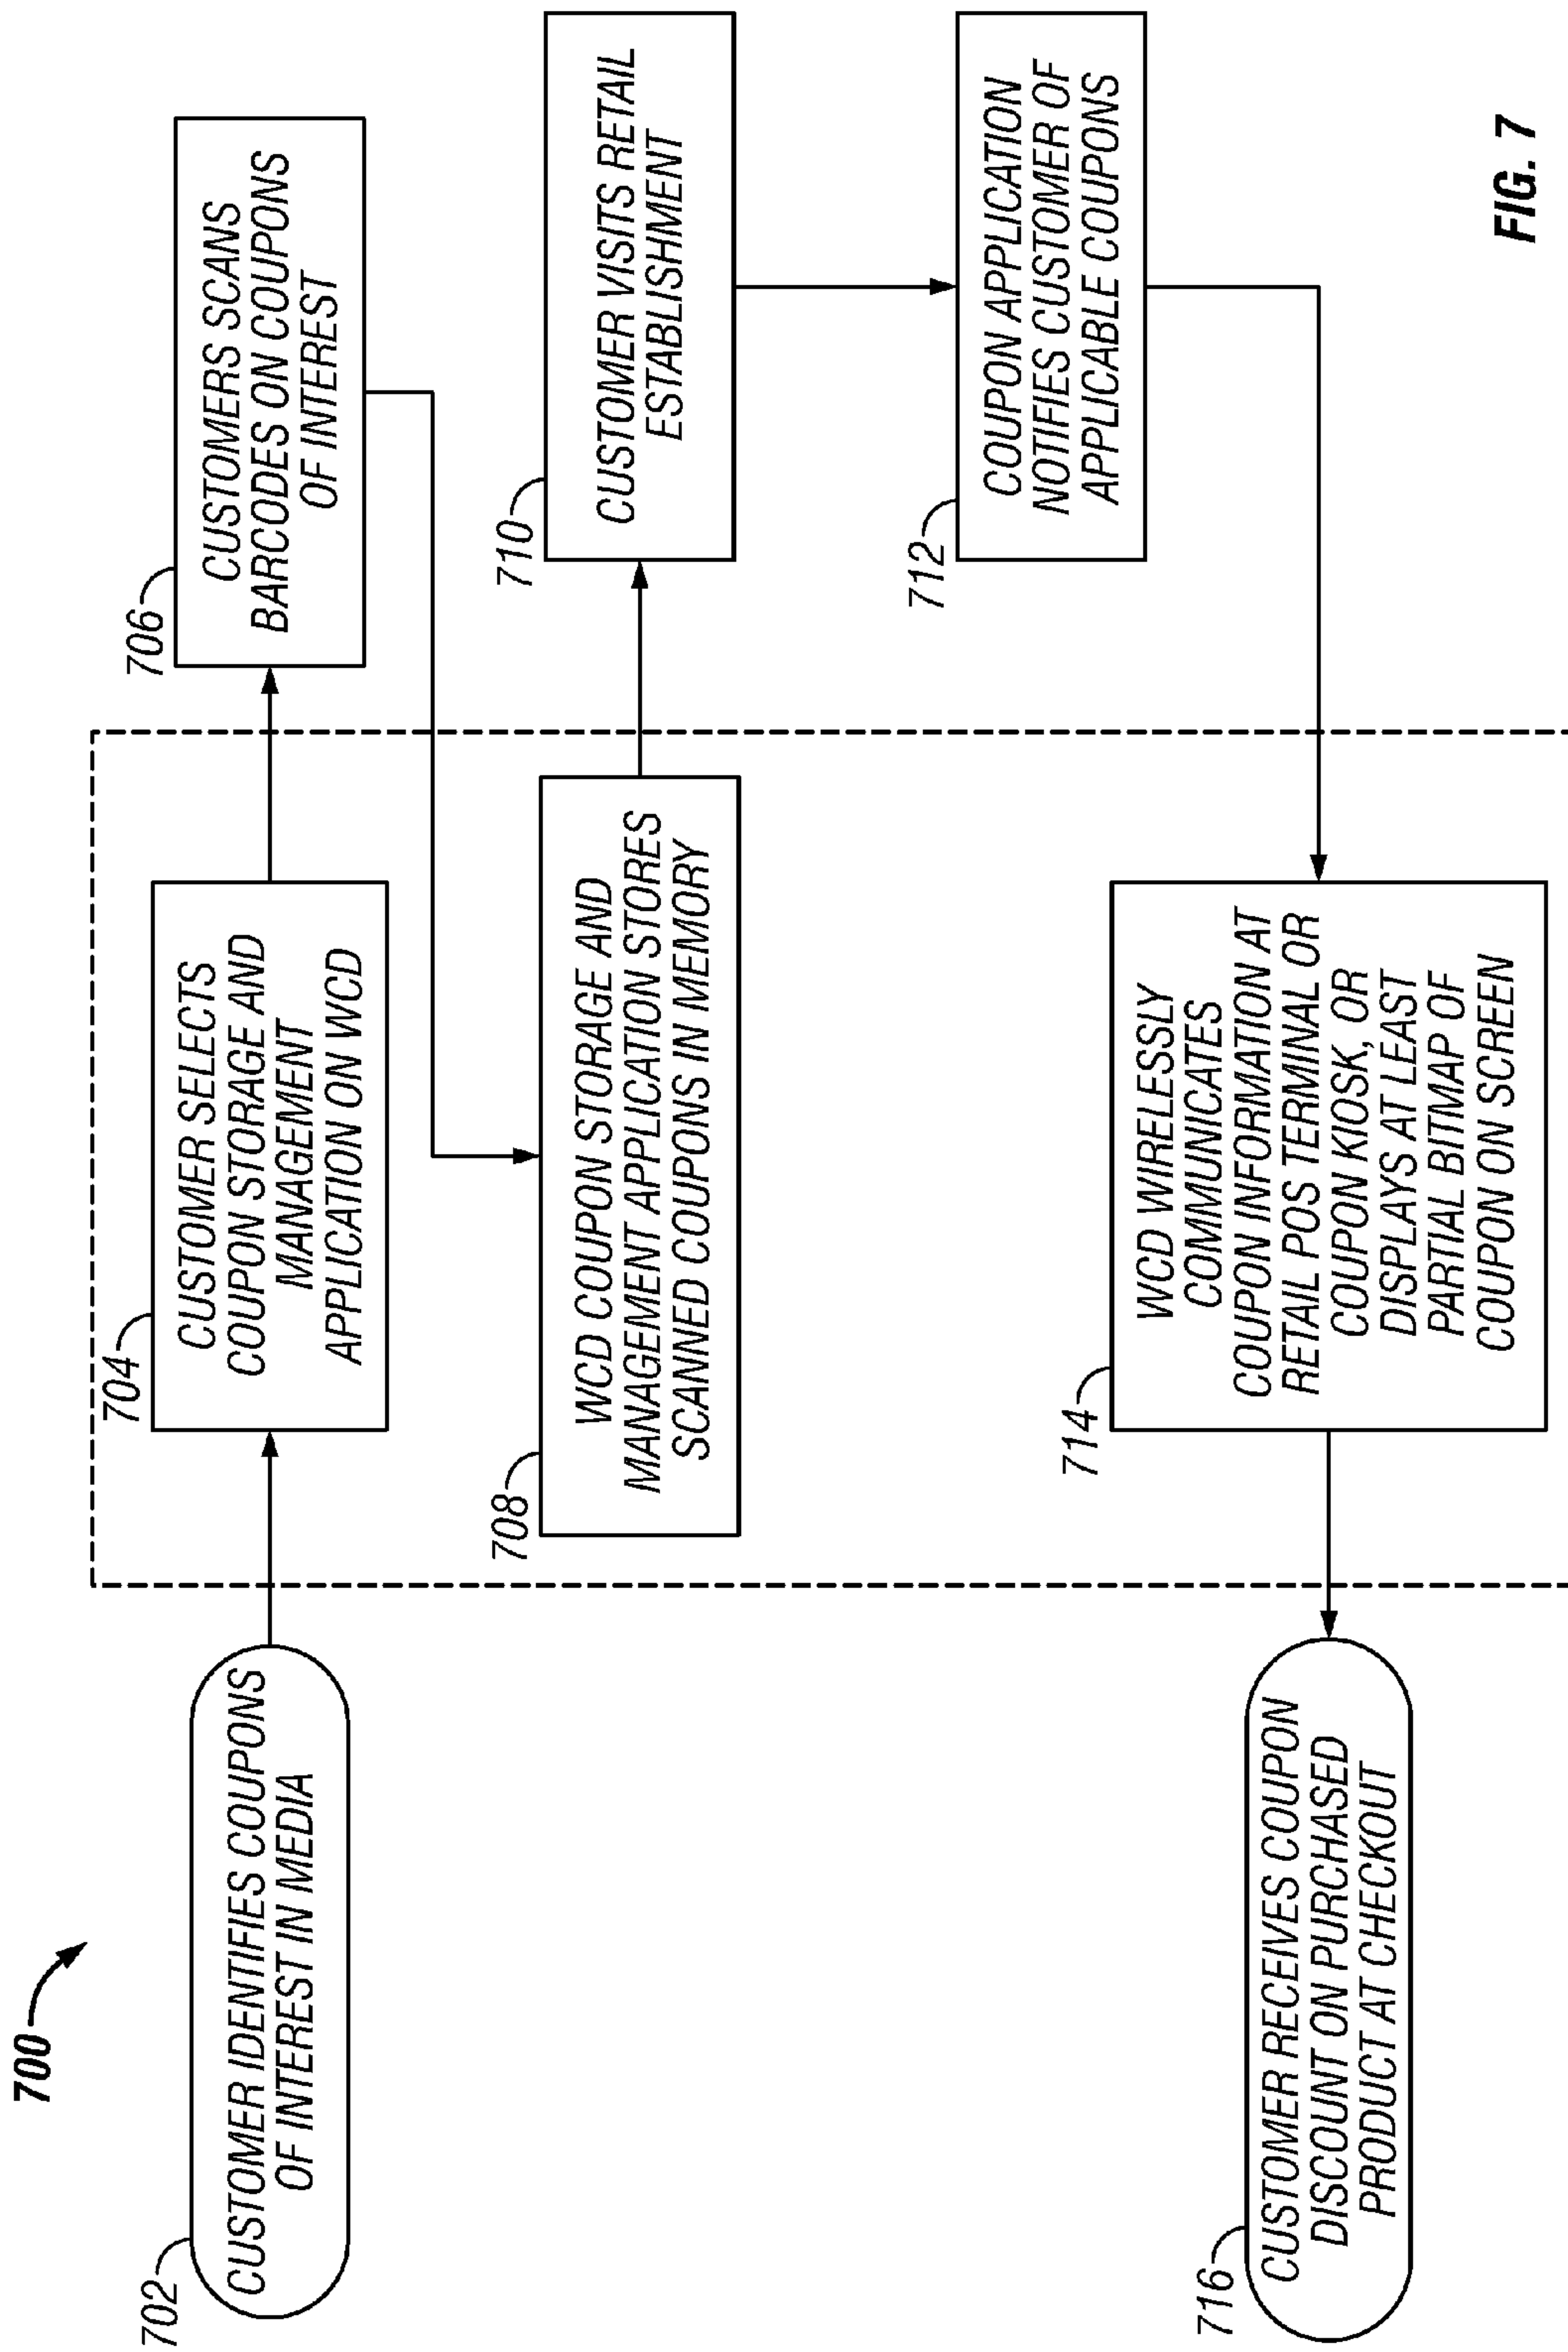 700
702
CUSTOMER IDENTIFIES COUPONS
OF INTEREST IN MEDIA
704
CUSTOMER SELECTS
COUPON STORAGE AND
MANAGEMENT
APPLICATION ON WCD
706
CUSTOMERS SCANS
BARCODES ON COUPONS
OF INTEREST
708
WCD COUPON STORAGE AND
MANAGEMENT APPLICATION STORES
SCANNED COUPONS IN MEMORY
710
CUSTOMER VISITS RETAIL
ESTABLISHMENT
712
COUPON APPLICATION
NOTIFIES CUSTOMER OF
APPLICABLE COUPONS
714
WCD WIRELESSLY
COMMUNICATES
COUPON INFORMATION AT
RETAIL POS TERMINAL OR
COUPON KIOSK, OR
DISPLAYS AT LEAST
PARTIAL BITMAP OF
COUPON ON SCREEN
716
CUSTOMER RECEIVES COUPON
DISCOUNT ON PURCHASED
PRODUCT AT CHECKOUT
FIG. 7